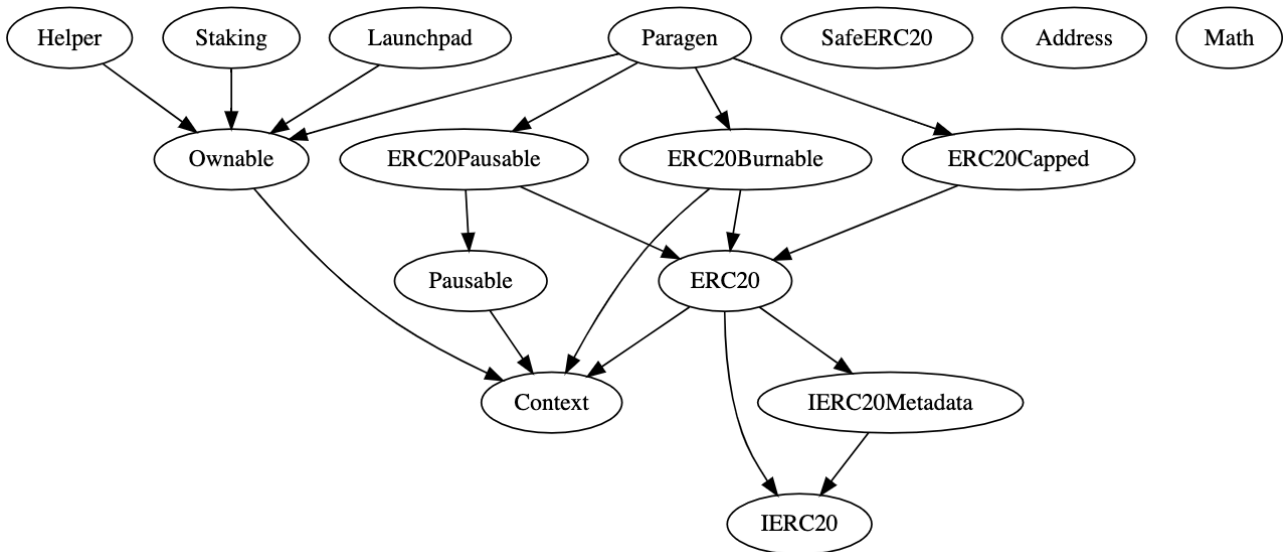 Helper
Staking
Launchpad
Paragen
SafeERC20
Address
Math
Ownable
ERC20Pausable
ERC20Burnable
ERC20Capped
Pausable
ERC20
Context
IERC20Metadata
IERC20